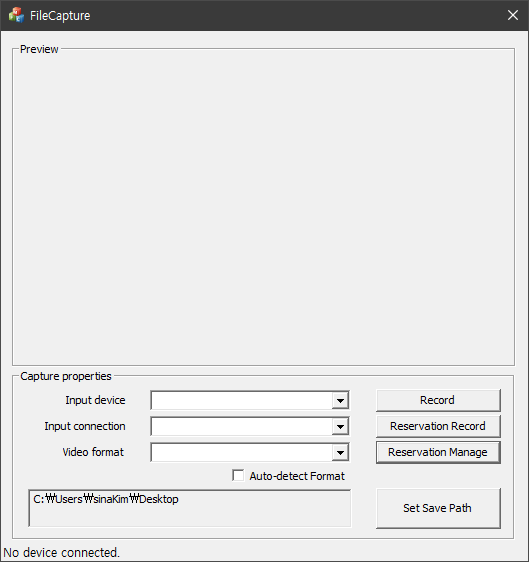 FileCapture
Preview
Capture properties
Input device
Record
Input connection
Reservation Record
Video format
Reservation Manage
Auto-detect Format
C:₩Users₩sinaKim₩Desktop
Set Save Path
No device connected.